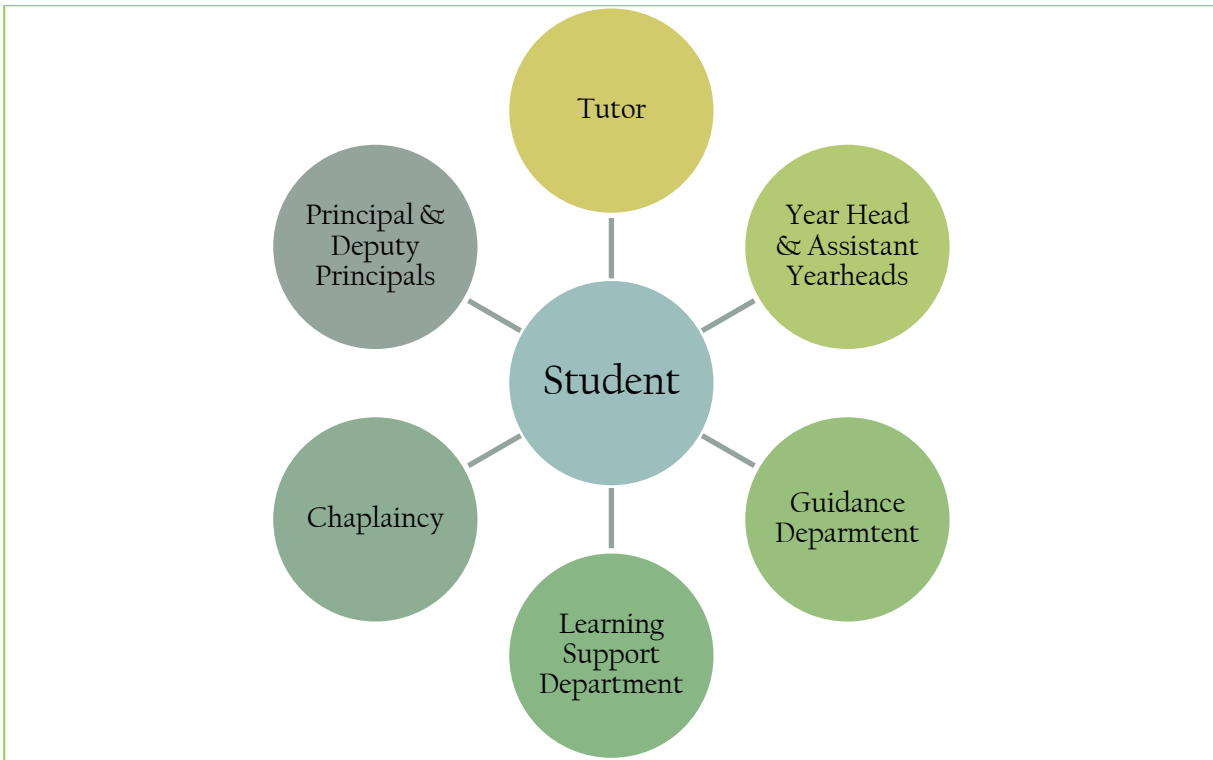 Tutor
Year Head
& Assistant
Yearheads
Guidance
Deparmtent
Learning
Support
Department
Chaplaincy
Principal &
Deputy
Principals
Student